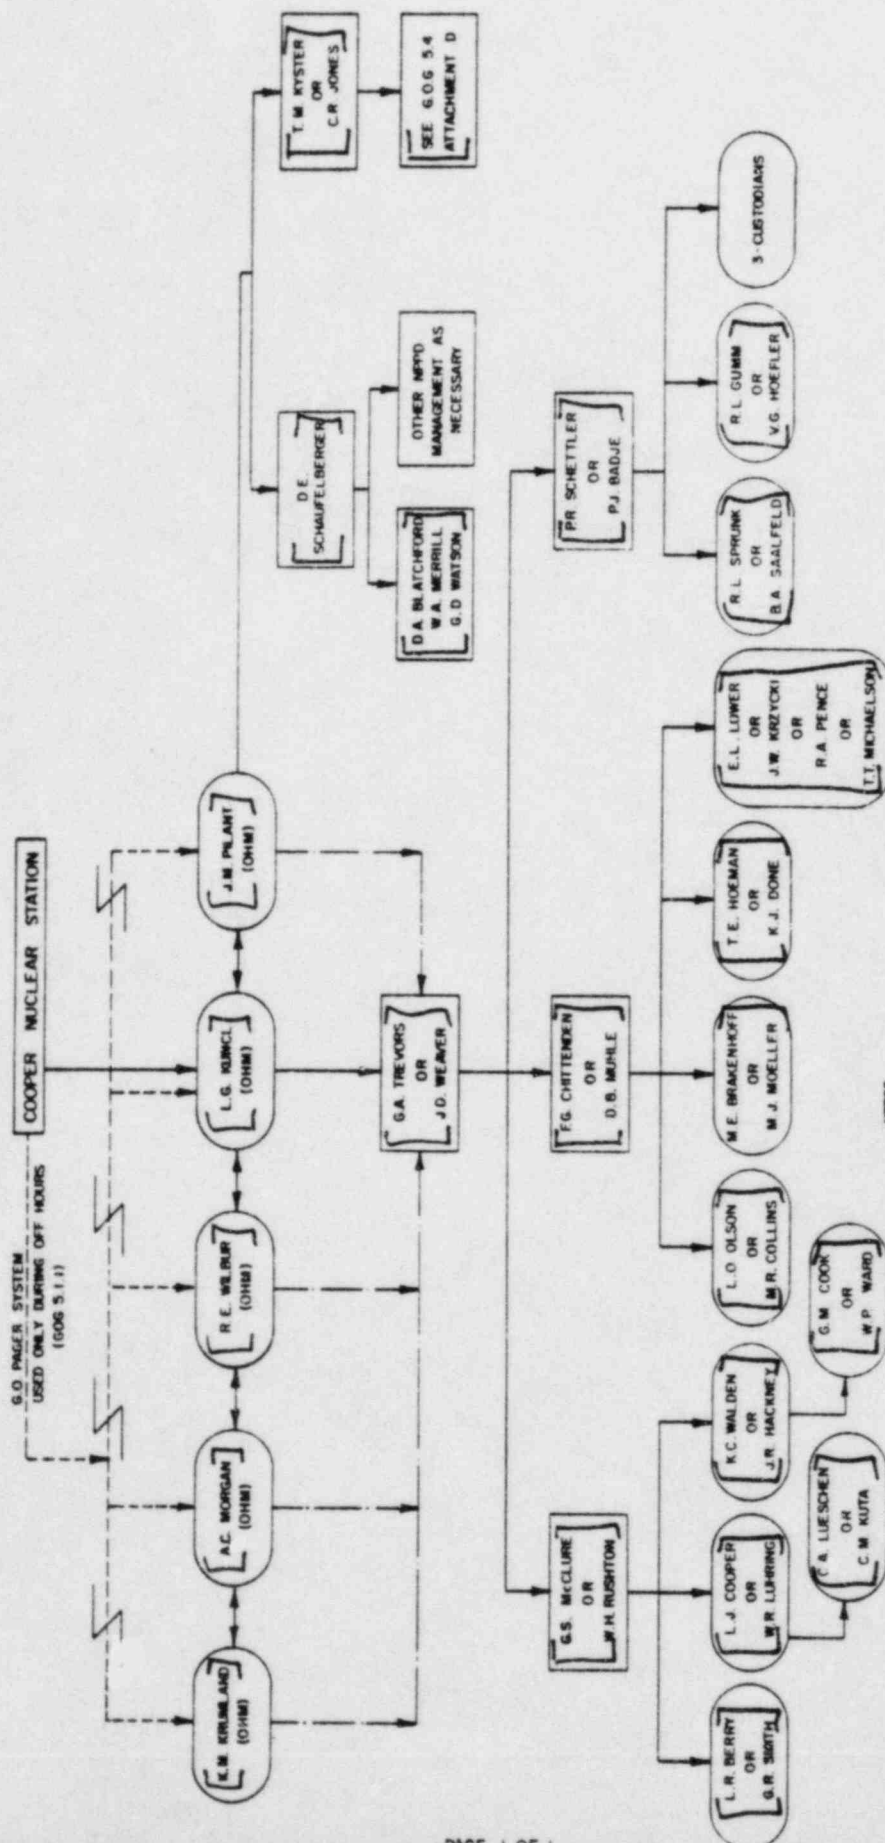 COOPER NUCLEAR STATION
G.O. PAGER SYSTEM
USED ONLY DURING OFF HOURS
(GOG 5.1.1)
K.M. KRUMLAND
(OHM)
A.C. MORGAN
(OHM)
R.E. WILBUR
(OHM)
L.G. KUNCL
(OHM)
J.M. PILANT
(OHM)
G.A. TREVORS
OR
J.D. WEAVER
D.E.
SCHAUFELBERGER
T. M. KYSTER
OR
C.R. JONES
D.A. BLATCHFORD
W.A. MERRILL
G.D WATSON
OTHER NPPD
MANAGEMENT AS
NECESSARY
SEE G.O.G 5.4
ATTACHMENT D
G.S. McCLURE
OR
W.H. RUSHTON
F.G. CHITTENDEN
OR
D.B. MUHLE
P.R. SCHETTLER
OR
P.J. BADJE
L.R. BERRY
OR
G.R. SMITH
L.J. COOPER
OR
W.R. LUHRING
K.C. WALDEN
OR
J.R. HACKNEY
L.O OLSON
OR
M.R. COLLINS
M.E. BRAKENHOFF
OR
M.J. MOELLER
T.E. HOEMAN
OR
K.J. DONE
E.L. LOWER
OR
J.W. KRZYCKI
OR
R.A. PENCE
OR
T.T. MICHAELSON
R.L. SPRUNK
OR
B.A. SAALFELD
R.L GUMM
OR
V.G. HOEFLER
3-CUSTODIANS
C.A. LUESCHEN
OR
C.M KUTA
G.M COOK
OR
W.P. WARD